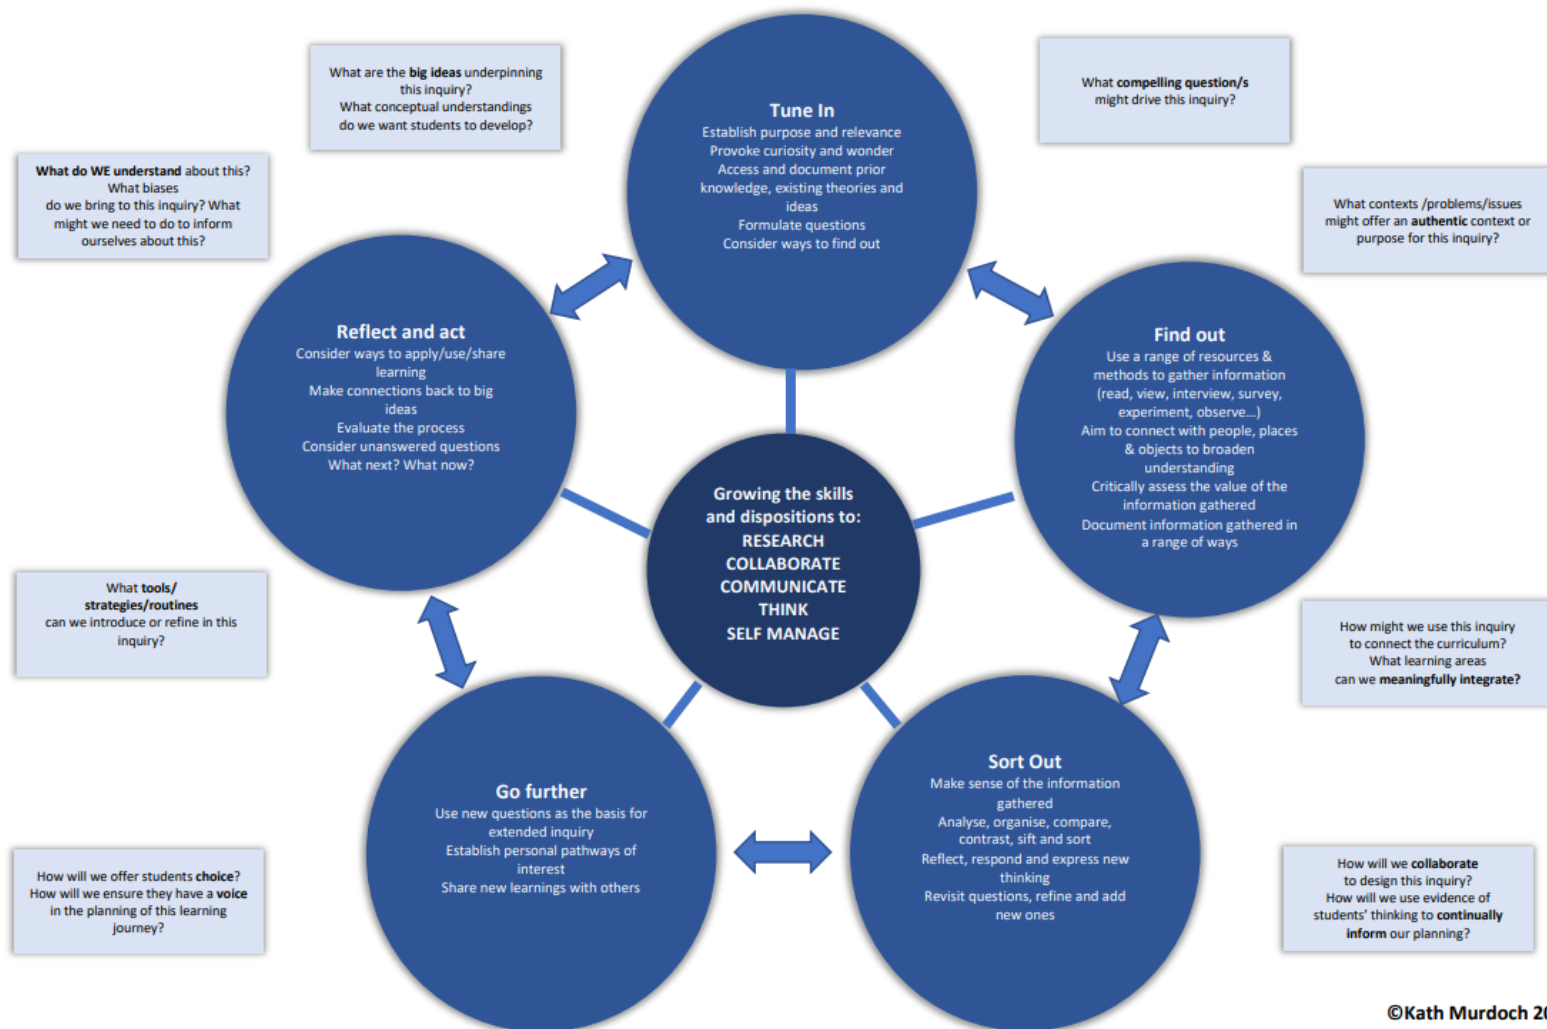 What are the big ideas underpinning
this inquiry?
What conceptual understandings
do we want students to develop?
What compelling question/s
might drive this inquiry?
Tune In
Establish purpose and relevance
Provoke curiosity and wonder
Access and document prior
knowledge, existing theories and
ideas
Formulate questions
Consider ways to find out
What do WE understand about this?
What biases
do we bring to this inquiry? What
might we need to do to inform
ourselves about this?
What contexts /problems/issues
might offer an authentic context or
purpose for this inquiry?
Reflect and act
Consider ways to apply/use/share
learning
Make connections back to big
ideas
Evaluate the process
Consider unanswered questions
What next? What now?
Find out
Use a range of resources &
methods to gather information
(read, view, interview, survey,
experiment, observe...)
Aim to connect with people, places
& objects to broaden
understanding
Critically assess the value of the
information gathered
Document information gathered in
a range of ways
Growing the skills
and dispositions to:
RESEARCH
COLLABORATE
COMMUNICATE
THINK
SELF MANAGE
What tools/
strategies/routines
can we introduce or refine in this
inquiry?
How might we use this inquiry
to connect the curriculum?
What learning areas
can we meaningfully integrate?
Go further
Use new questions as the basis for
extended inquiry
Establish personal pathways of
interest
Share new learnings with others
Sort Out
Make sense of the information
gathered
Analyse, organise, compare,
contrast, sift and sort
Reflect, respond and express new
thinking
Revisit questions, refine and add
new ones
How will we offer students choice?
How will we ensure they have a voice
in the planning of this learning
journey?
How will we collaborate
to design this inquiry?
How will we use evidence of
students' thinking to continually
inform our planning?
©Kath Murdoch